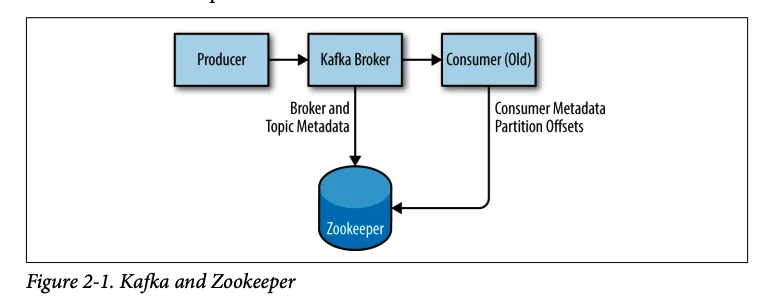 Producer
Kafka Broker
Consumer (Old)
Broker and
Topic Metadata
Consumer Metadata
Partition Offsets
Zookeeper
Figure 2-1. Kafka and Zookeeper